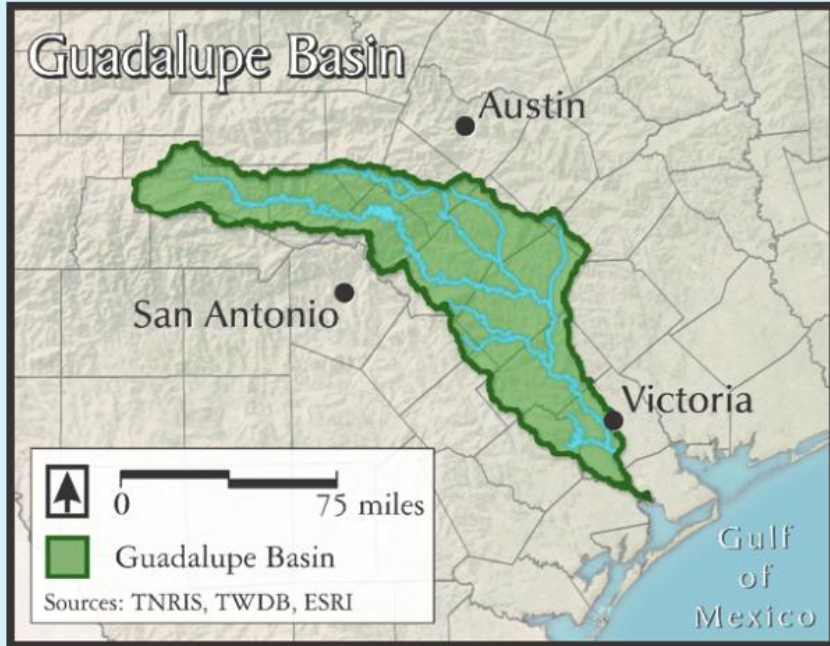 Guadalupe Basin
Austin
San Antonio
Victoria
0 75 miles
Guadalupe Basin
Sources: TNRIS, TWDB, ESRI
Gulf
of
Mexico